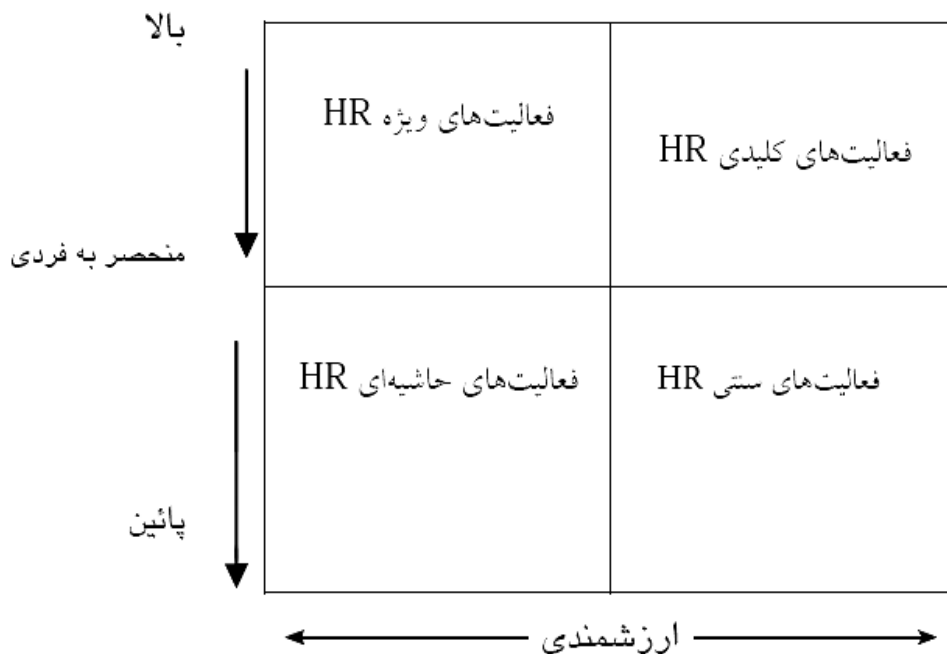 بالا
فعالیت‌های ویژه HR
فعالیت‌های کلیدی HR
منحصر به فردی
فعالیت‌های حاشیه‌ای HR
فعالیت‌های سنتی HR
پائین
ارزشمندی